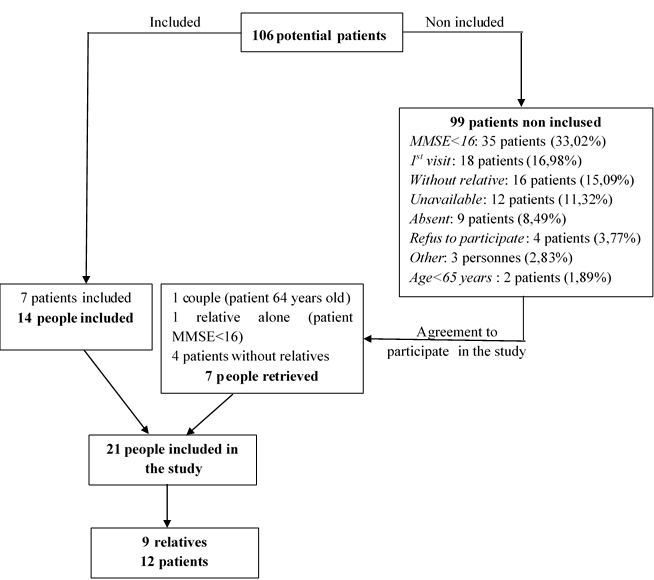 Included
Non included
106 potential patients
99 patients non inclused
MMSE<16: 35 patients (33,02%)
1st visit: 18 patients (16,98%)
Without relative: 16 patients (15,09%)
Unavailable: 12 patients (11,32%)
Absent: 9 patients (8,49%)
Refus to participate: 4 patients (3,77%)
Other: 3 personnes (2,83%)
Age<65 years : 2 patients (1,89%)
7 patients included
14 people included
1 couple (patient 64 years old)
1 relative alone (patient
MMSE<16)
4 patients without relatives
7 people retrieved
Agreement to
participate in the study
21 people included in
the study
9 relatives
12 patients